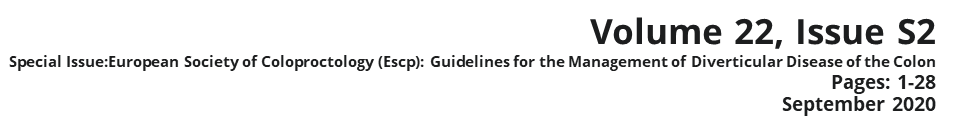 Volume 22, Issue S2
Special Issue:European Society of Coloproctology (Escp): Guidelines for the Management of Diverticular Disease of the Colon
Pages: 1-28
September 2020